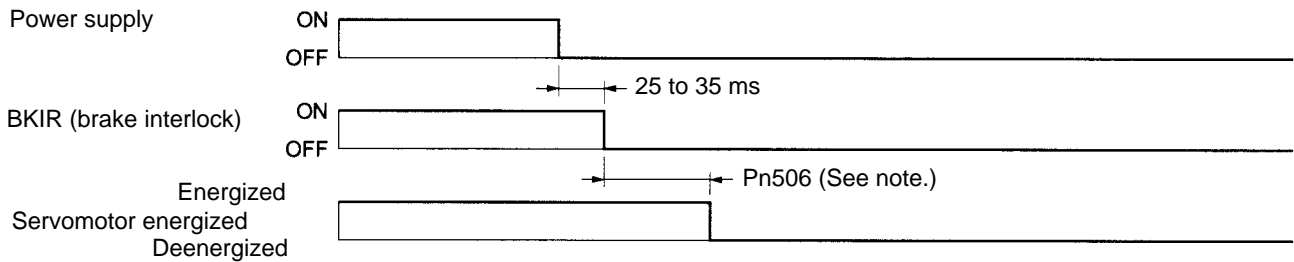 Power supply
ON
OFF
25 to 35 ms
BKIR (brake interlock)
ON
OFF
Pn506 (See note.)
Energized
Servomotor energized
Deenergized